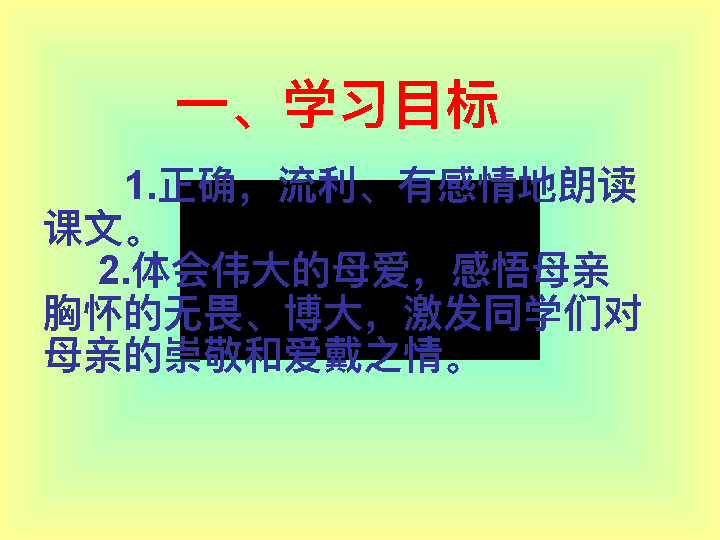 一、学习目标
1.正确，流利、有感情地朗读
课文。
2.体会伟大的母爱，感悟母亲
胸怀的无畏、博大，激发同学们对
母亲的崇敬和爱戴之情。